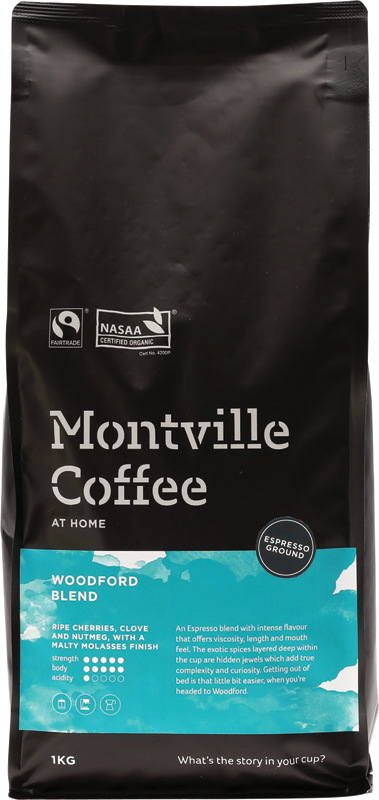 FAIRTRADE
NASAA
CERTIFIED ORGANIC
Cert No. 4200P
Montville
Coffee
AT HOME
ESPRESSO
GROUND
WOODFORD
BLEND
RIPE CHERRIES, CLOVE
AND NUTMEG, WITH A
MALTY MOLASSES FINISH
strength
body
acidity
An Espresso blend with intense flavour
that offers viscosity, length and mouth
feel. The exotic spices layered deep within
the cup are hidden jewels which add true
complexity and curiosity. Getting out of
bed is that little bit easier, when you're
headed to Woodford.
1KG
What's the story in your cup?